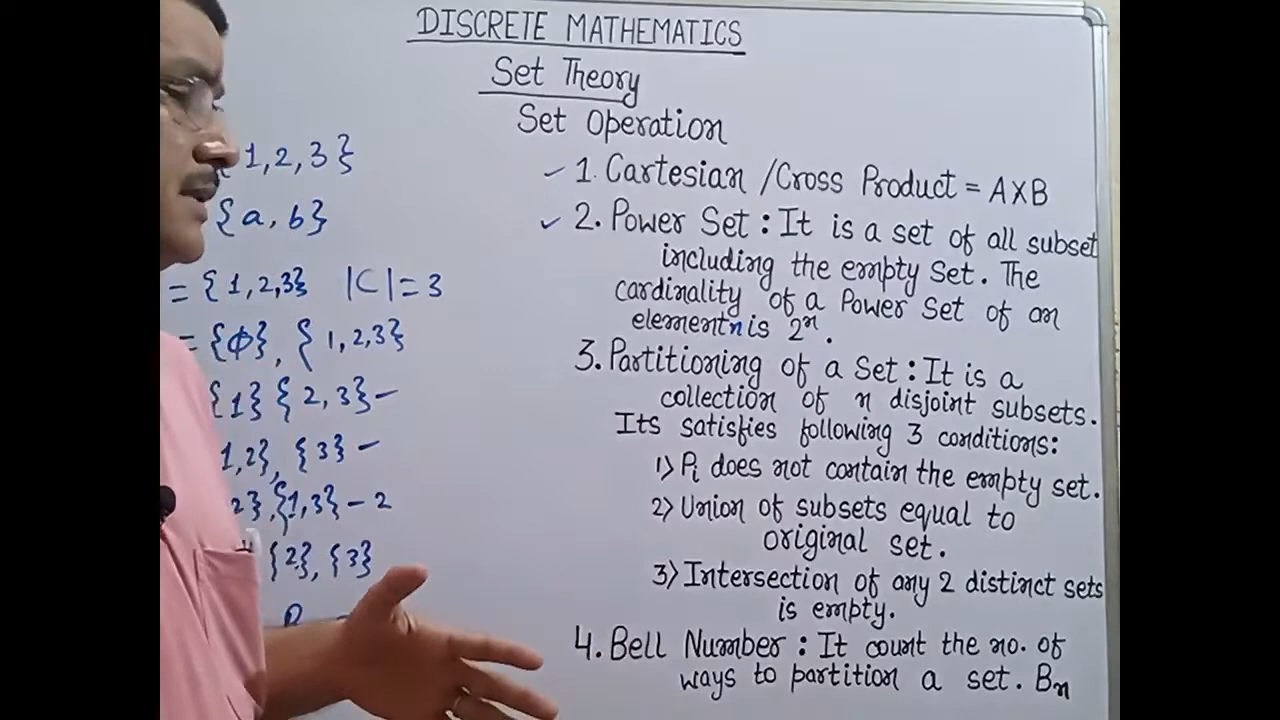 DISCRETE MATHEMATICS
Set Theory
Set Operation
1. Cartesian /Cross Product = A×B
2. Power Set : It is a set of all subset
including the empty Set. The
cardinality of a Power Set of an
element n is 2ⁿ.
3. Partitioning of a Set : It is a
collection of n disjoint subsets.
Its satisfies following 3 conditions:
1) Pi does not contain the empty set.
2) Union of subsets equal to
original set.
3) Intersection of any 2 distinct sets
is empty.
4. Bell Number : It count the no. of
ways to partition a set. Bn
1,2,3}
{a, b}
= {1,2,3} |C|=3
= {ϕ}, {1,2,3}
{1} {2,3} –
1,2}, {3} –
2}, {1,3} – 2
{2}, {3}